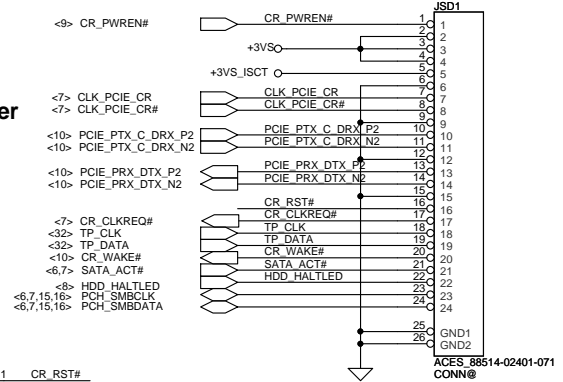 JSD1
<9> CR_PWREN# CR_PWREN# 1 1
2 2
+3VS 3 3
4 4
+3VS_ISCT 5 5
6 6
<7> CLK_PCIE_CR CLK_PCIE_CR 7 7
er <7> CLK_PCIE_CR# CLK_PCIE_CR# 8 8
9 9
<10> PCIE_PTX_C_DRX_P2 PCIE_PTX_C_DRX_P2 10 10
<10> PCIE_PTX_C_DRX_N2 PCIE_PTX_C_DRX_N2 11 11
12 12
<10> PCIE_PRX_DTX_P2 PCIE_PRX_DTX_P2 13 13
<10> PCIE_PRX_DTX_N2 PCIE_PRX_DTX_N2 14 14
15 15
CR_RST# 16 16
<7> CR_CLKREQ# CR_CLKREQ# 17 17
<32> TP_CLK TP_CLK 18 18
<32> TP_DATA TP_DATA 19 19
<10> CR_WAKE# CR_WAKE# 20 20
<6,7> SATA_ACT# SATA_ACT# 21 21
<8> HDD_HALTLED HDD_HALTLED 22 22
<6,7,15,16> PCH_SMBCLK 23 23
<6,7,15,16> PCH_SMBDATA 24 24
25 GND1
26 GND2
ACES_88514-02401-071
CONN@
1 CR_RST#